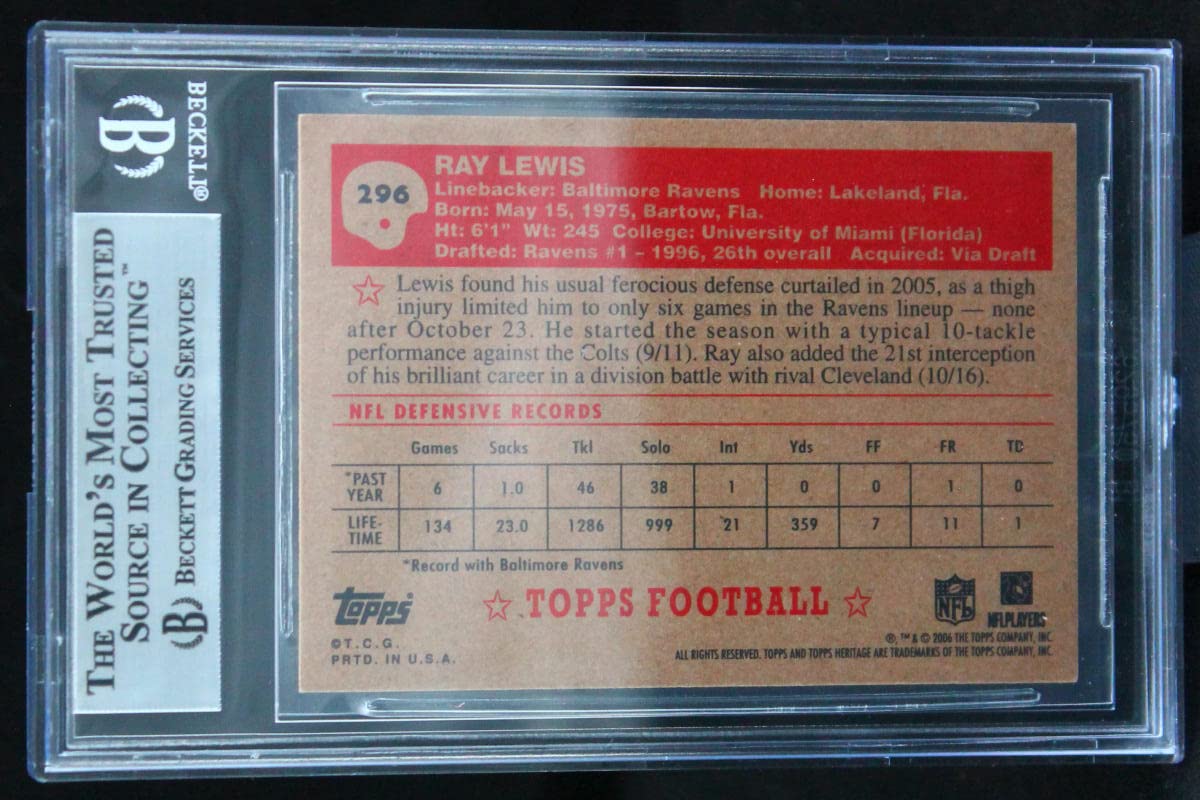 BECKETT®
B
THE WORLD'S MOST TRUSTED
SOURCE IN COLLECTING™
B BECKETT GRADING SERVICES
296
RAY LEWIS
Linebacker: Baltimore Ravens Home: Lakeland, Fla.
Born: May 15, 1975, Bartow, Fla.
Ht: 6'1" Wt: 245 College: University of Miami (Florida)
Drafted: Ravens #1 – 1996, 26th overall Acquired: Via Draft
Lewis found his usual ferocious defense curtailed in 2005, as a thigh
injury limited him to only six games in the Ravens lineup — none
after October 23. He started the season with a typical 10-tackle
performance against the Colts (9/11). Ray also added the 21st interception
of his brilliant career in a division battle with rival Cleveland (10/16).
NFL DEFENSIVE RECORDS
Games Sacks Tkl Solo Int Yds FF FR TD
*PAST YEAR 6 1.0 46 38 1 0 0 1 0
LIFE-TIME 134 23.0 1286 999 21 359 7 11 1
*Record with Baltimore Ravens
Topps TOPPS FOOTBALL NFL NFLPLAYERS
©T.C.G.
PRTD. IN U.S.A.
®, ™ & © 2006 THE TOPPS COMPANY, INC.
ALL RIGHTS RESERVED. TOPPS AND TOPPS HERITAGE ARE TRADEMARKS OF THE TOPPS COMPANY, INC.